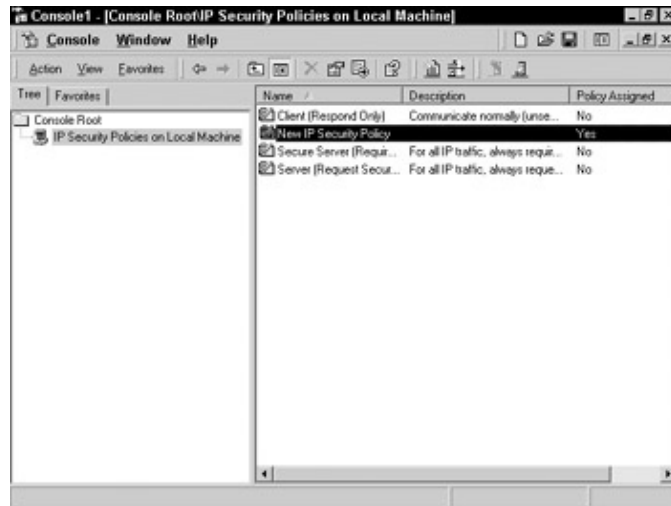 Console1 - [Console Root\IP Security Policies on Local Machine]
Console Window Help
Action View Favorites
Tree Favorites
Name Description Policy Assigned
Console Root
IP Security Policies on Local Machine
Client (Respond Only) Communicate normally (unse... No
New IP Security Policy Yes
Secure Server (Requir... For all IP traffic, always requir... No
Server (Request Secur... For all IP traffic, always reque... No